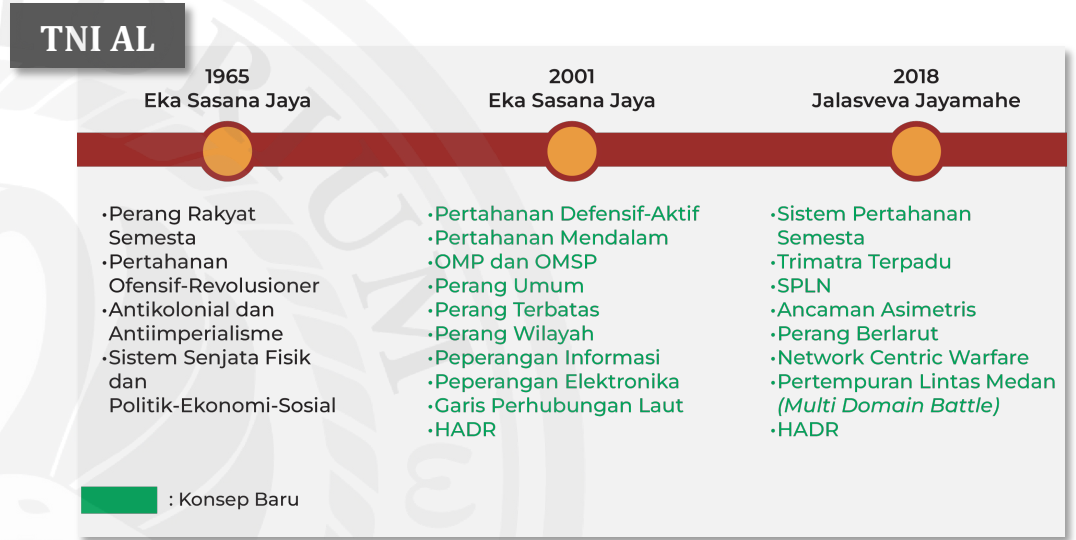 TNI AL
1965
Eka Sasana Jaya
2001
Eka Sasana Jaya
2018
Jalasveva Jayamahe
•Perang Rakyat
Semesta
•Pertahanan
Ofensif-Revolusioner
•Antikolonial dan
Antiimperialisme
•Sistem Senjata Fisik
dan
Politik-Ekonomi-Sosial
•Pertahanan Defensif-Aktif
•Pertahanan Mendalam
•OMP dan OMSP
•Perang Umum
•Perang Terbatas
•Perang Wilayah
•Peperangan Informasi
•Peperangan Elektronika
•Garis Perhubungan Laut
•HADR
•Sistem Pertahanan
Semesta
•Trimatra Terpadu
•SPLN
•Ancaman Asimetris
•Perang Berlarut
•Network Centric Warfare
•Pertempuran Lintas Medan
(Multi Domain Battle)
•HADR
: Konsep Baru